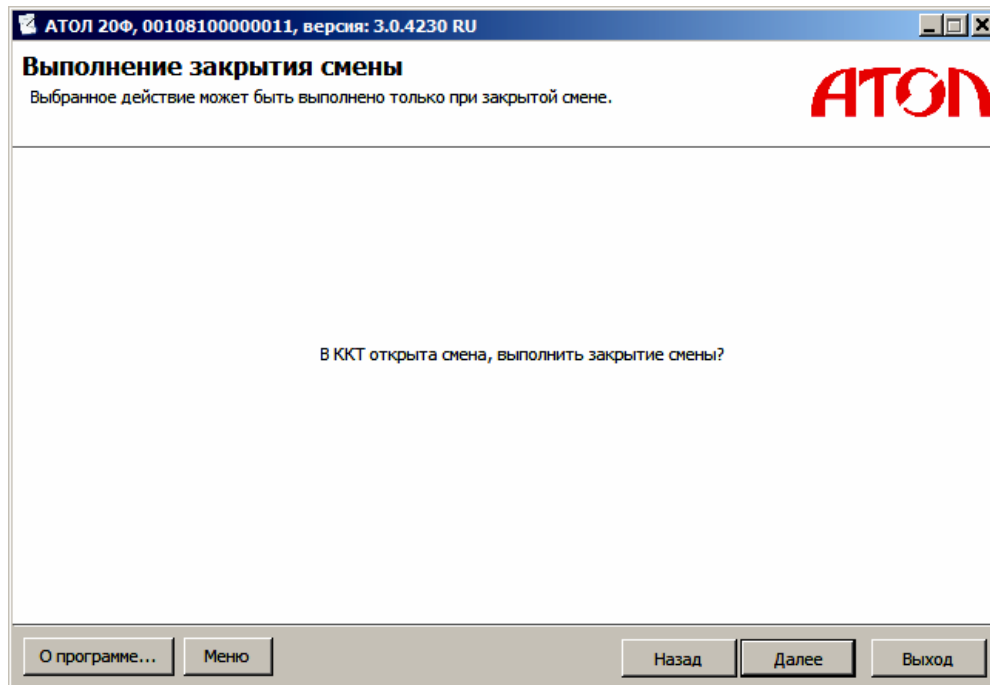 АТОЛ 20Ф, 00108100000011, версия: 3.0.4230 RU
Выполнение закрытия смены
Выбранное действие может быть выполнено только при закрытой смене.
АТОЛ
В ККТ открыта смена, выполнить закрытие смены?
О программе... Меню Назад Далее Выход